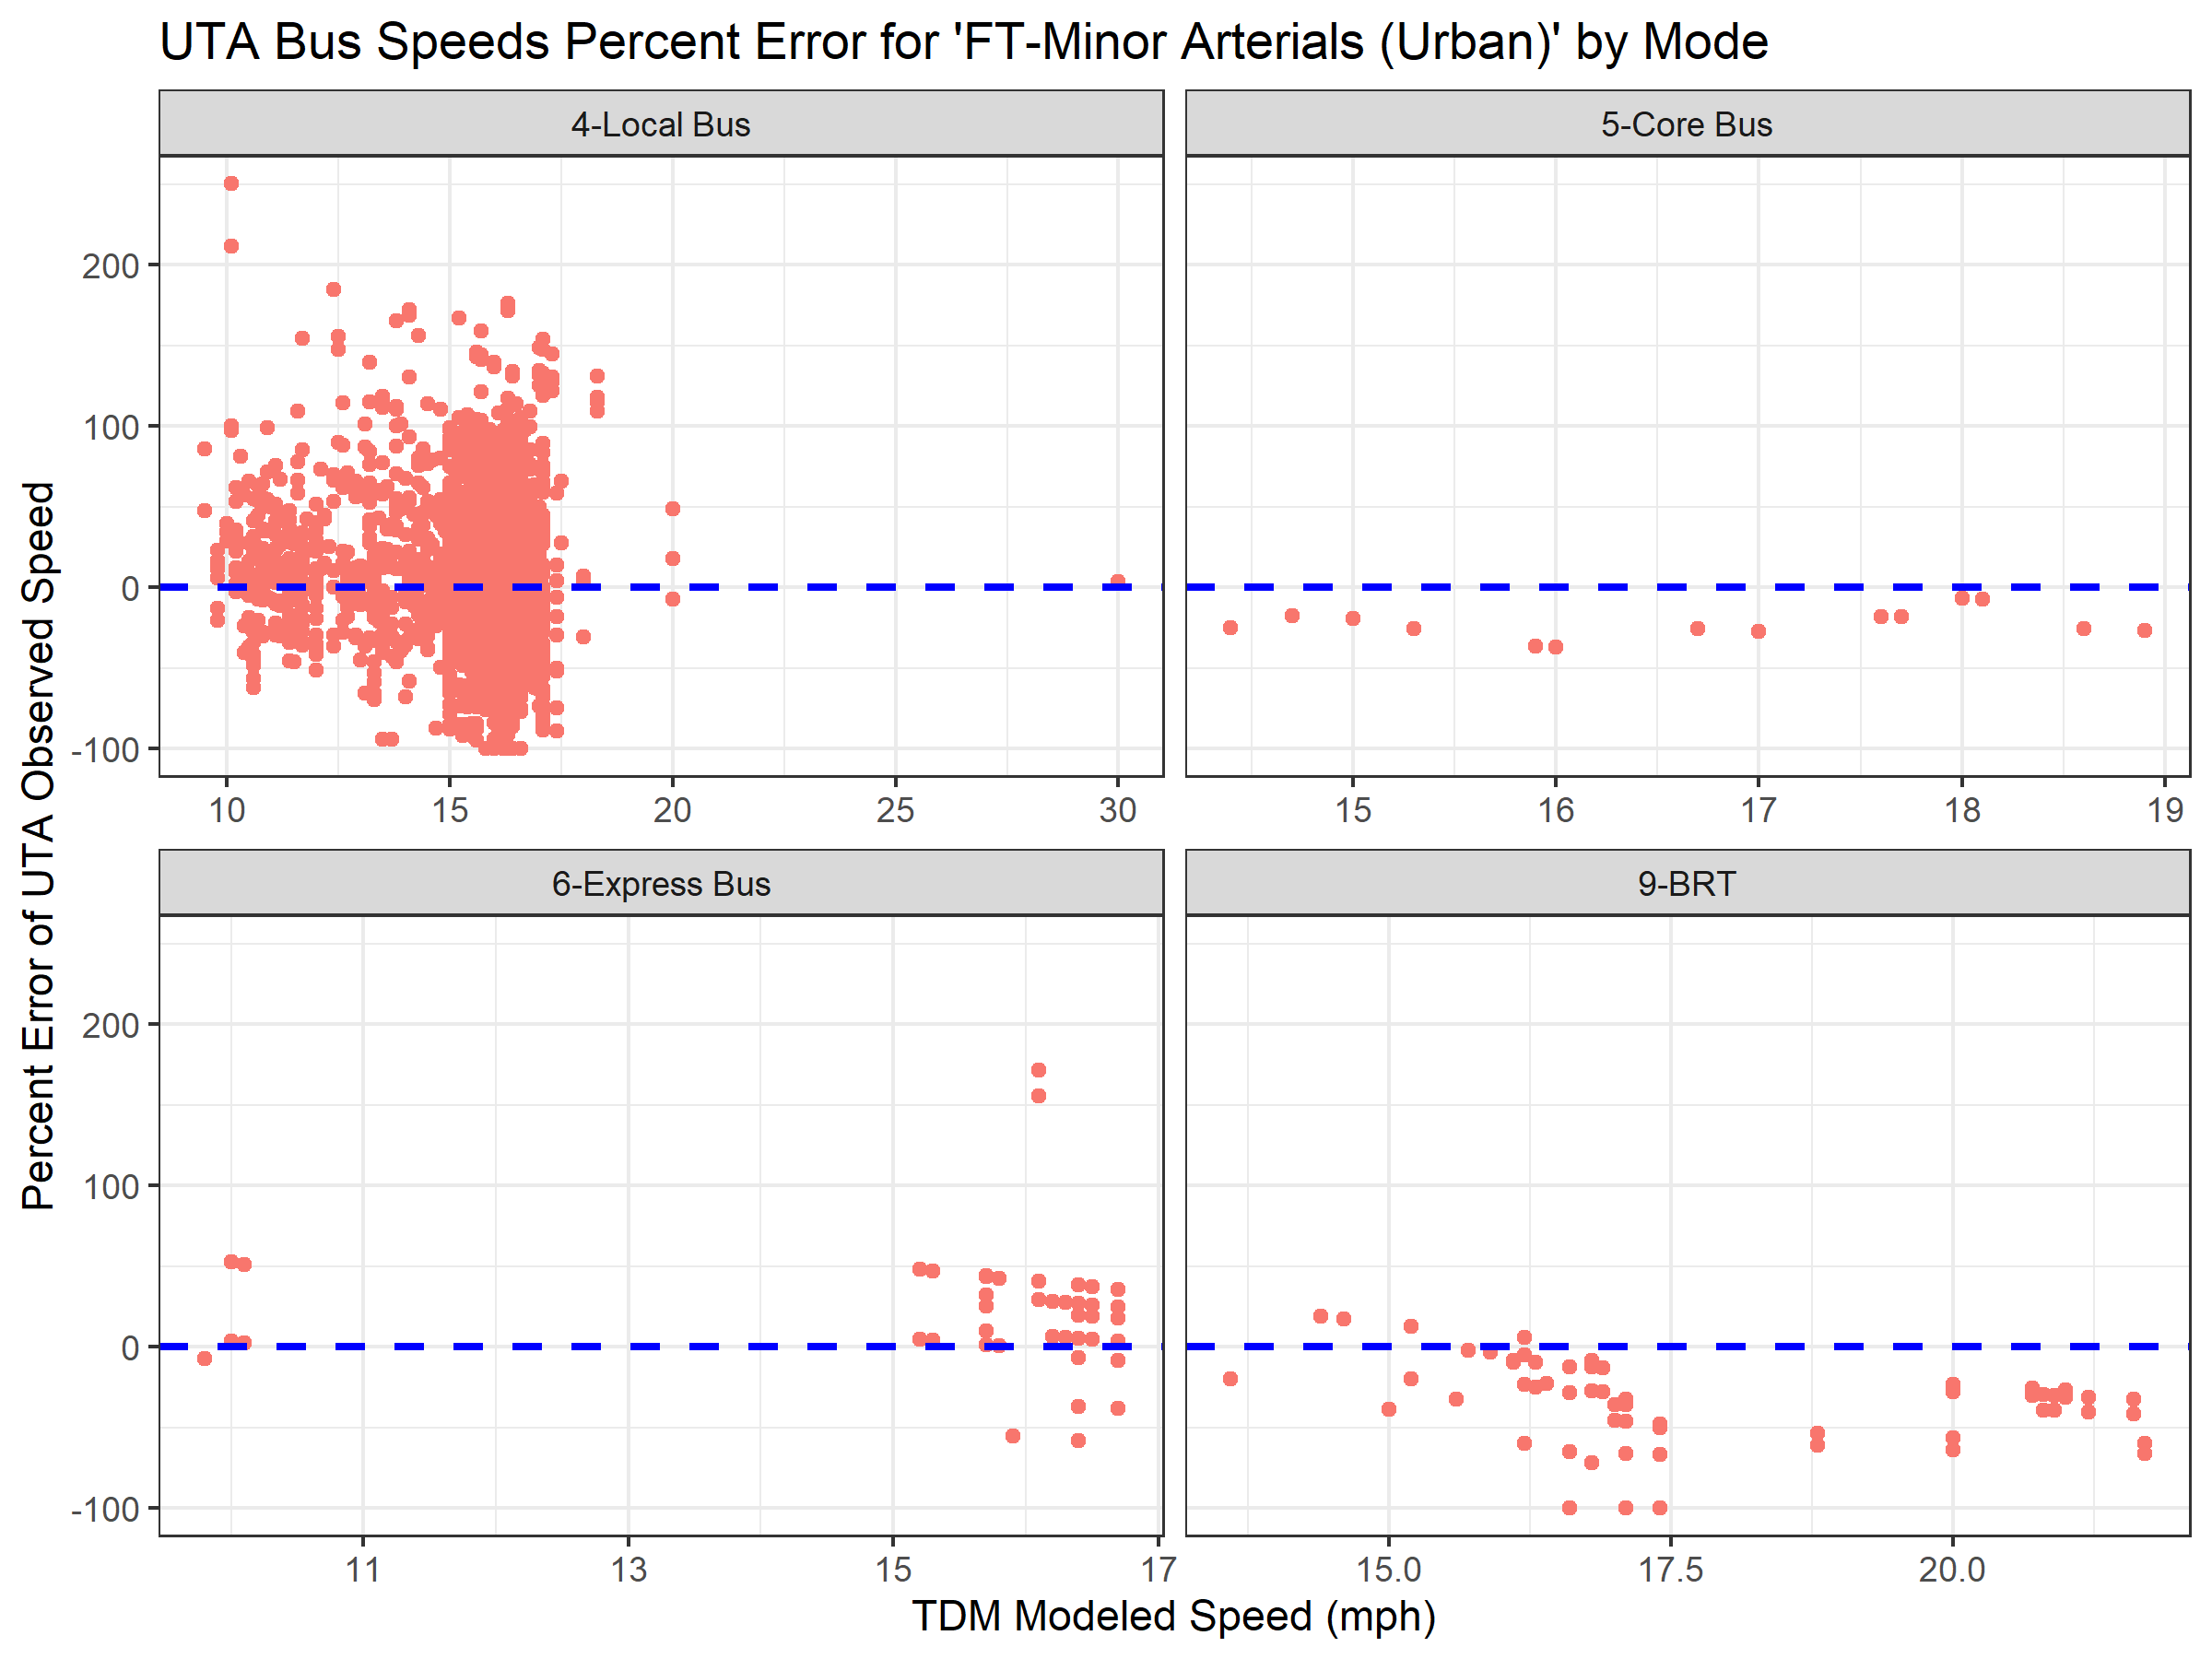 UTA Bus Speeds Percent Error for 'FT-Minor Arterials (Urban)' by Mode
4-Local Bus
5-Core Bus
200
100
0
-100
10 15 20 25 30
15 16 17 18 19
6-Express Bus
9-BRT
200
100
0
-100
11 13 15 17
15.0 17.5 20.0
Percent Error of UTA Observed Speed
TDM Modeled Speed (mph)